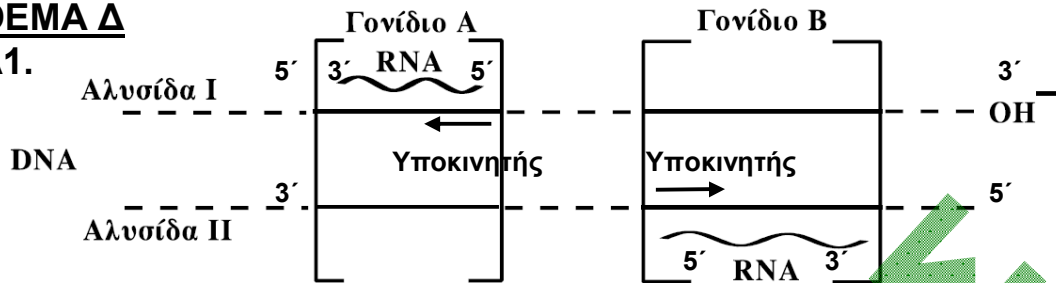 ΘΕΜΑ Δ
Δ1.
Γονίδιο Α Γονίδιο Β
5΄ 3΄ RNA 5΄ 3΄
Αλυσίδα Ι OH
DNA Υποκινητής Υποκινητής
3΄ 5΄
Αλυσίδα ΙΙ
5΄ RNA 3΄